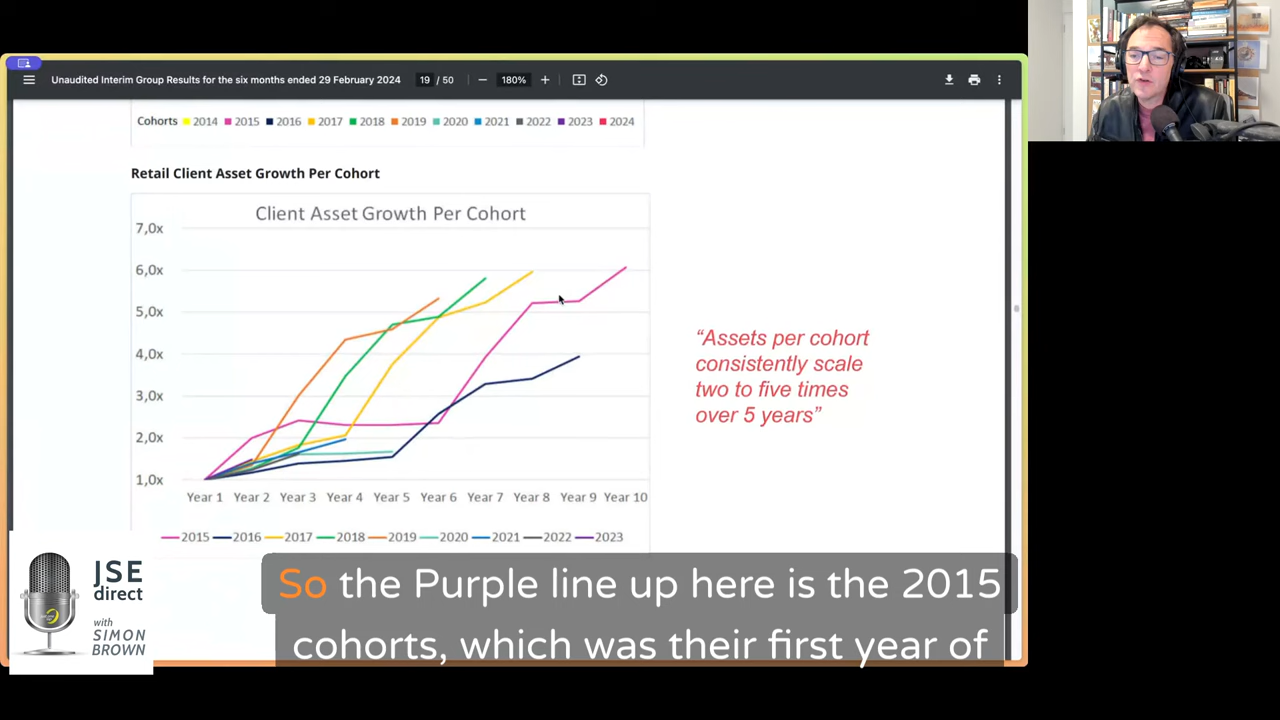 Unaudited Interim Group Results for the six months ended 29 February 2024 19 / 50 180%
Cohorts 2014 2015 2016 2017 2018 2019 2020 2021 2022 2023 2024
Retail Client Asset Growth Per Cohort
Client Asset Growth Per Cohort
7,0x
6,0x
5,0x
4,0x
3,0x
2,0x
1,0x
Year 1 Year 2 Year 3 Year 4 Year 5 Year 6 Year 7 Year 8 Year 9 Year 10
2015 2016 2017 2018 2019 2020 2021 2022 2023
“Assets per cohort
consistently scale
two to five times
over 5 years”
JSE
direct
with
SIMON
BROWN
So the Purple line up here is the 2015
cohorts, which was their first year of